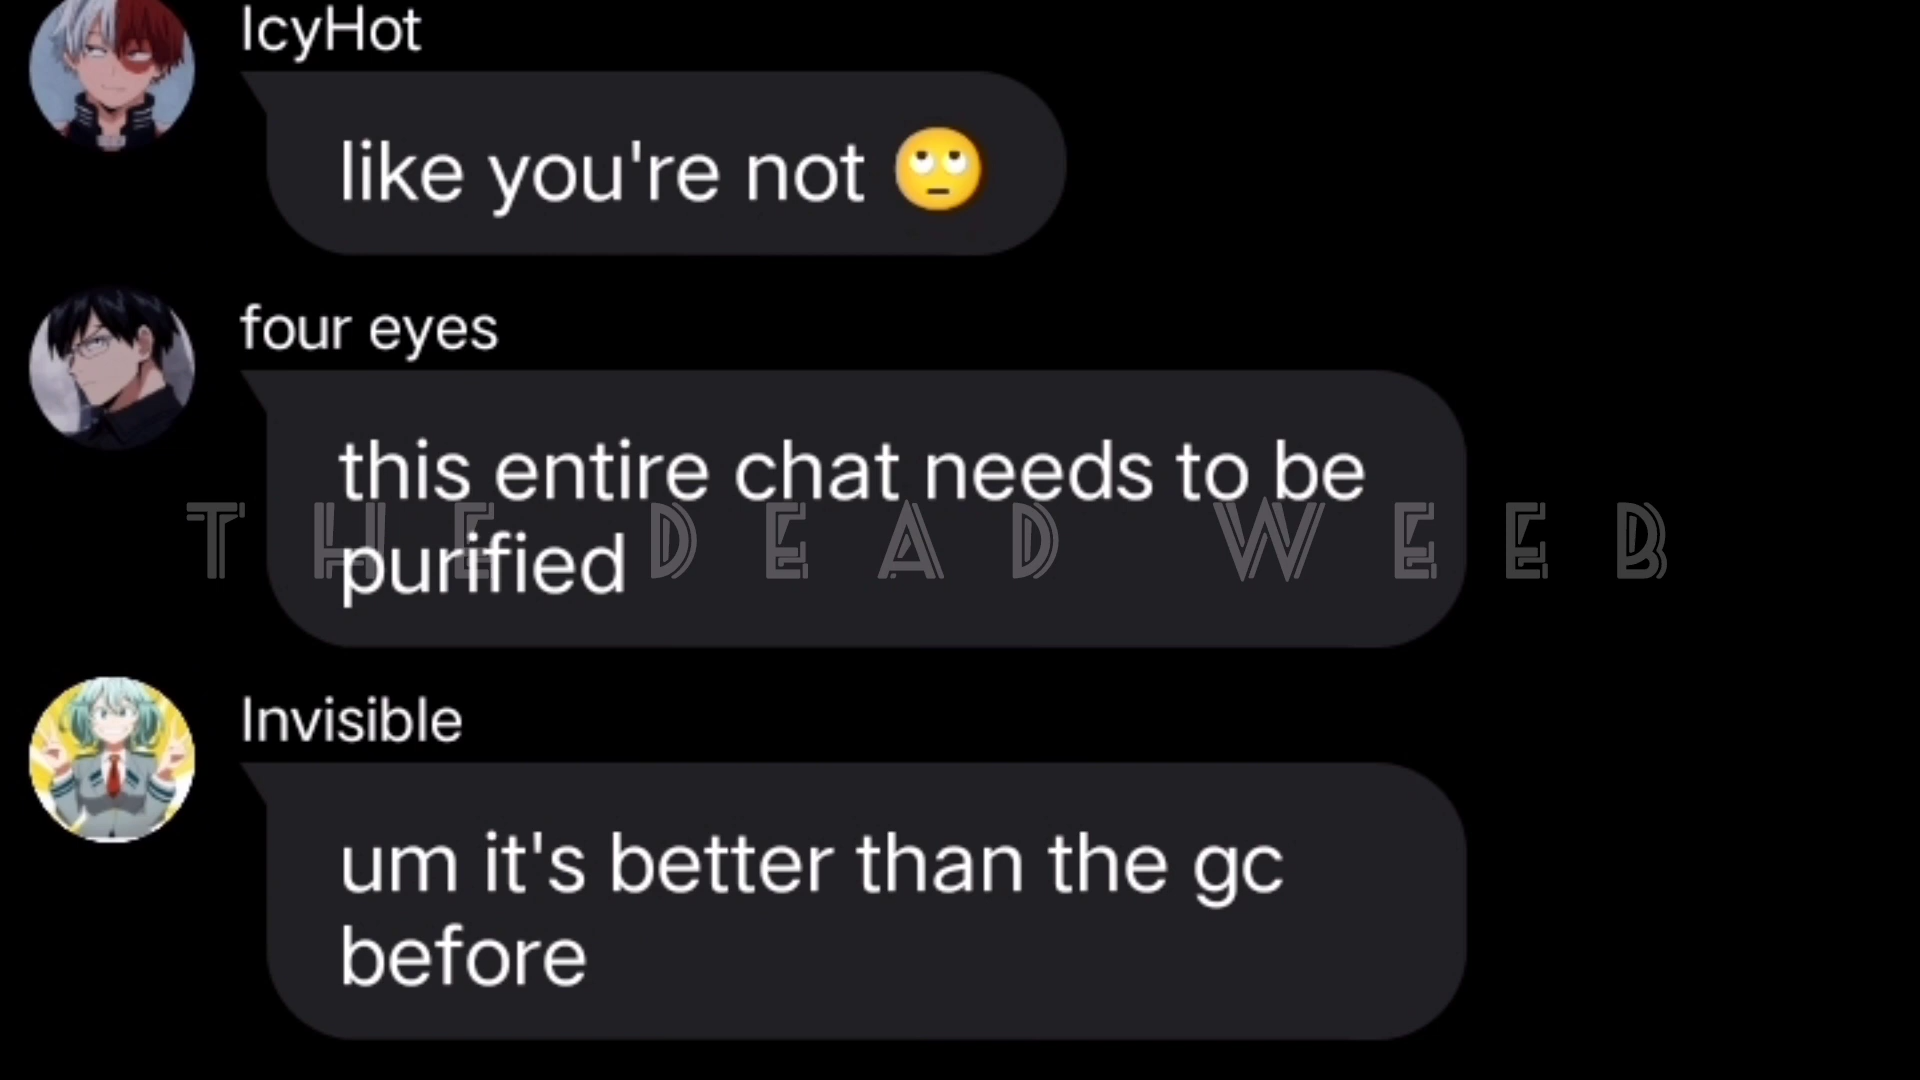 IcyHot
like you're not 🙄
four eyes
this entire chat needs to be
purified
THE DEAD WEEB
Invisible
um it's better than the gc
before